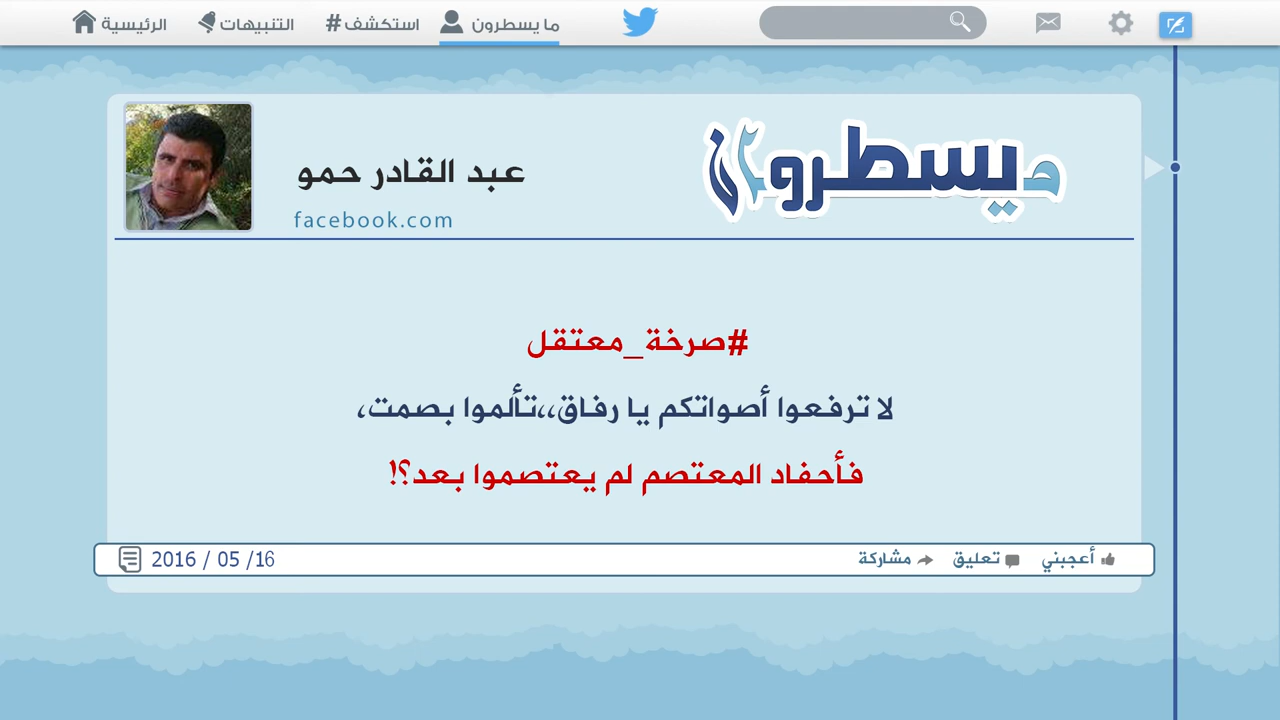 الرئيسية التنبيهات #استكشف ما يسطرون
ما يسطرون
عبد القادر حمو
facebook.com
#صرخة_معتقل
لا ترفعوا أصواتكم يا رفاق،،تألموا بصمت،
فأحفاد المعتصم لم يعتصموا بعد؟!
أعجبني تعليق مشاركة
2016 / 05 /16